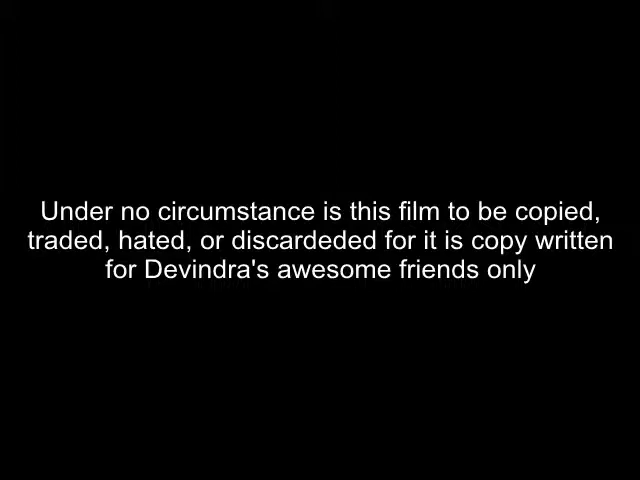 Under no circumstance is this film to be copied,
traded, hated, or discardeded for it is copy written
for Devindra's awesome friends only